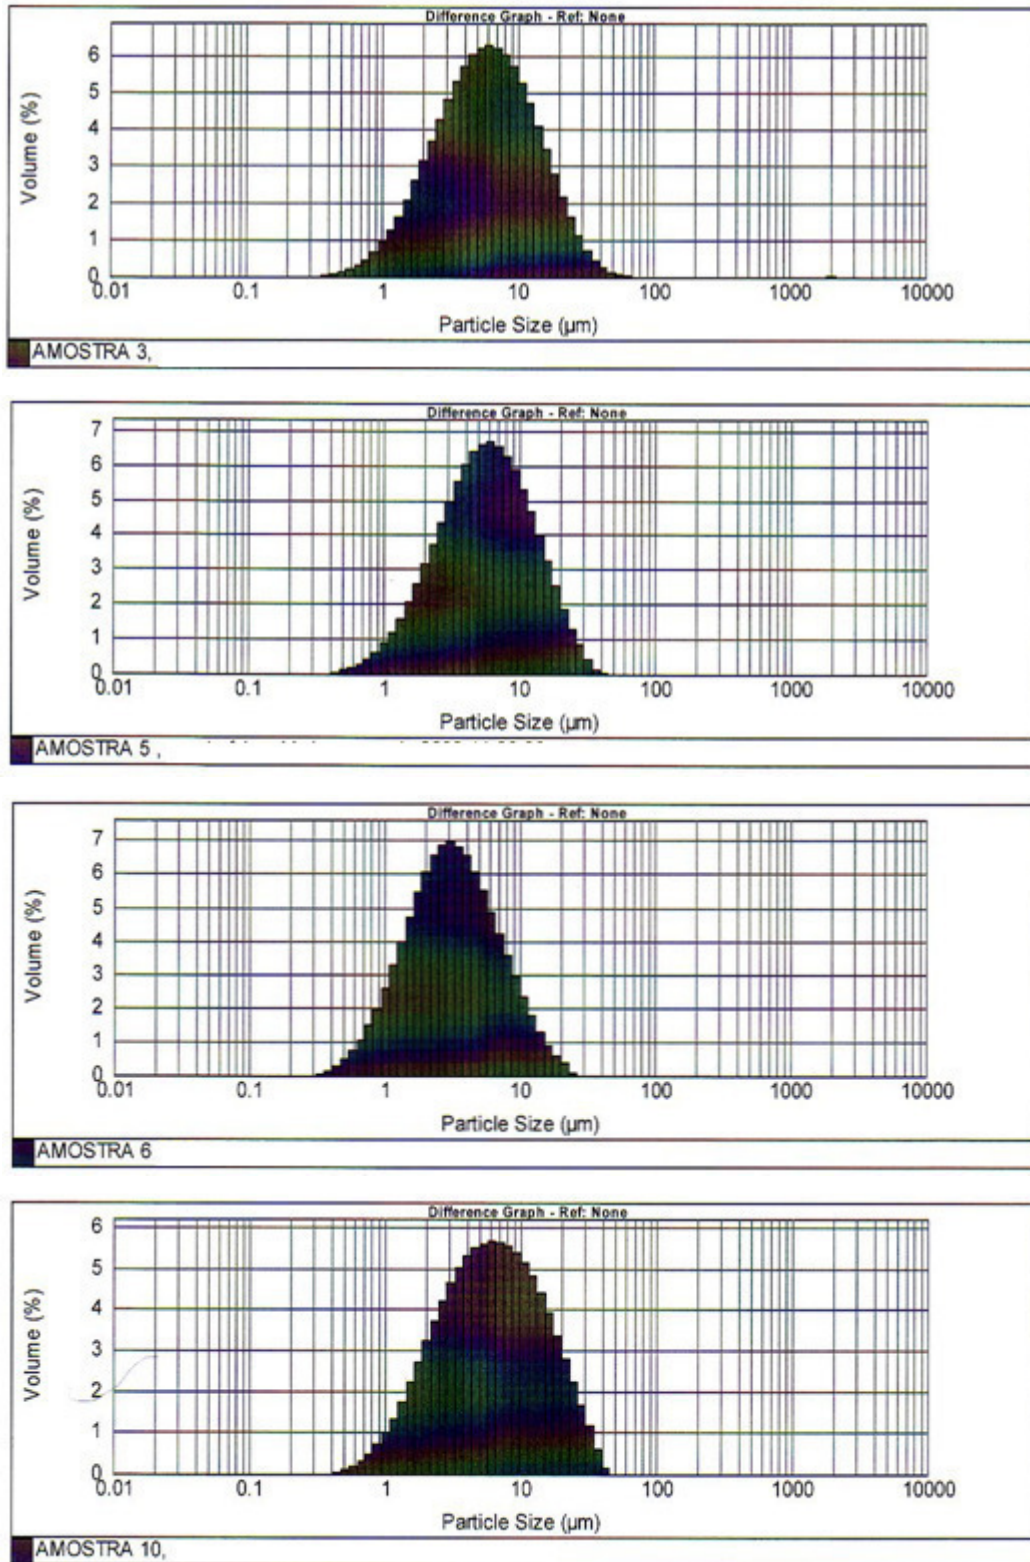 Difference Graph - Ref: None
Volume (%)
6
5
4
3
2
1
0
0.01 0.1 1 10 100 1000 10000
Particle Size (µm)
AMOSTRA 3,
Difference Graph - Ref: None
Volume (%)
7
6
5
4
3
2
1
0
0.01 0.1 1 10 100 1000 10000
Particle Size (µm)
AMOSTRA 5 ,
Difference Graph - Ref: None
Volume (%)
7
6
5
4
3
2
1
0
0.01 0.1 1 10 100 1000 10000
Particle Size (µm)
AMOSTRA 6
Difference Graph - Ref: None
Volume (%)
6
5
4
3
2
1
0
0.01 0.1 1 10 100 1000 10000
Particle Size (µm)
AMOSTRA 10,